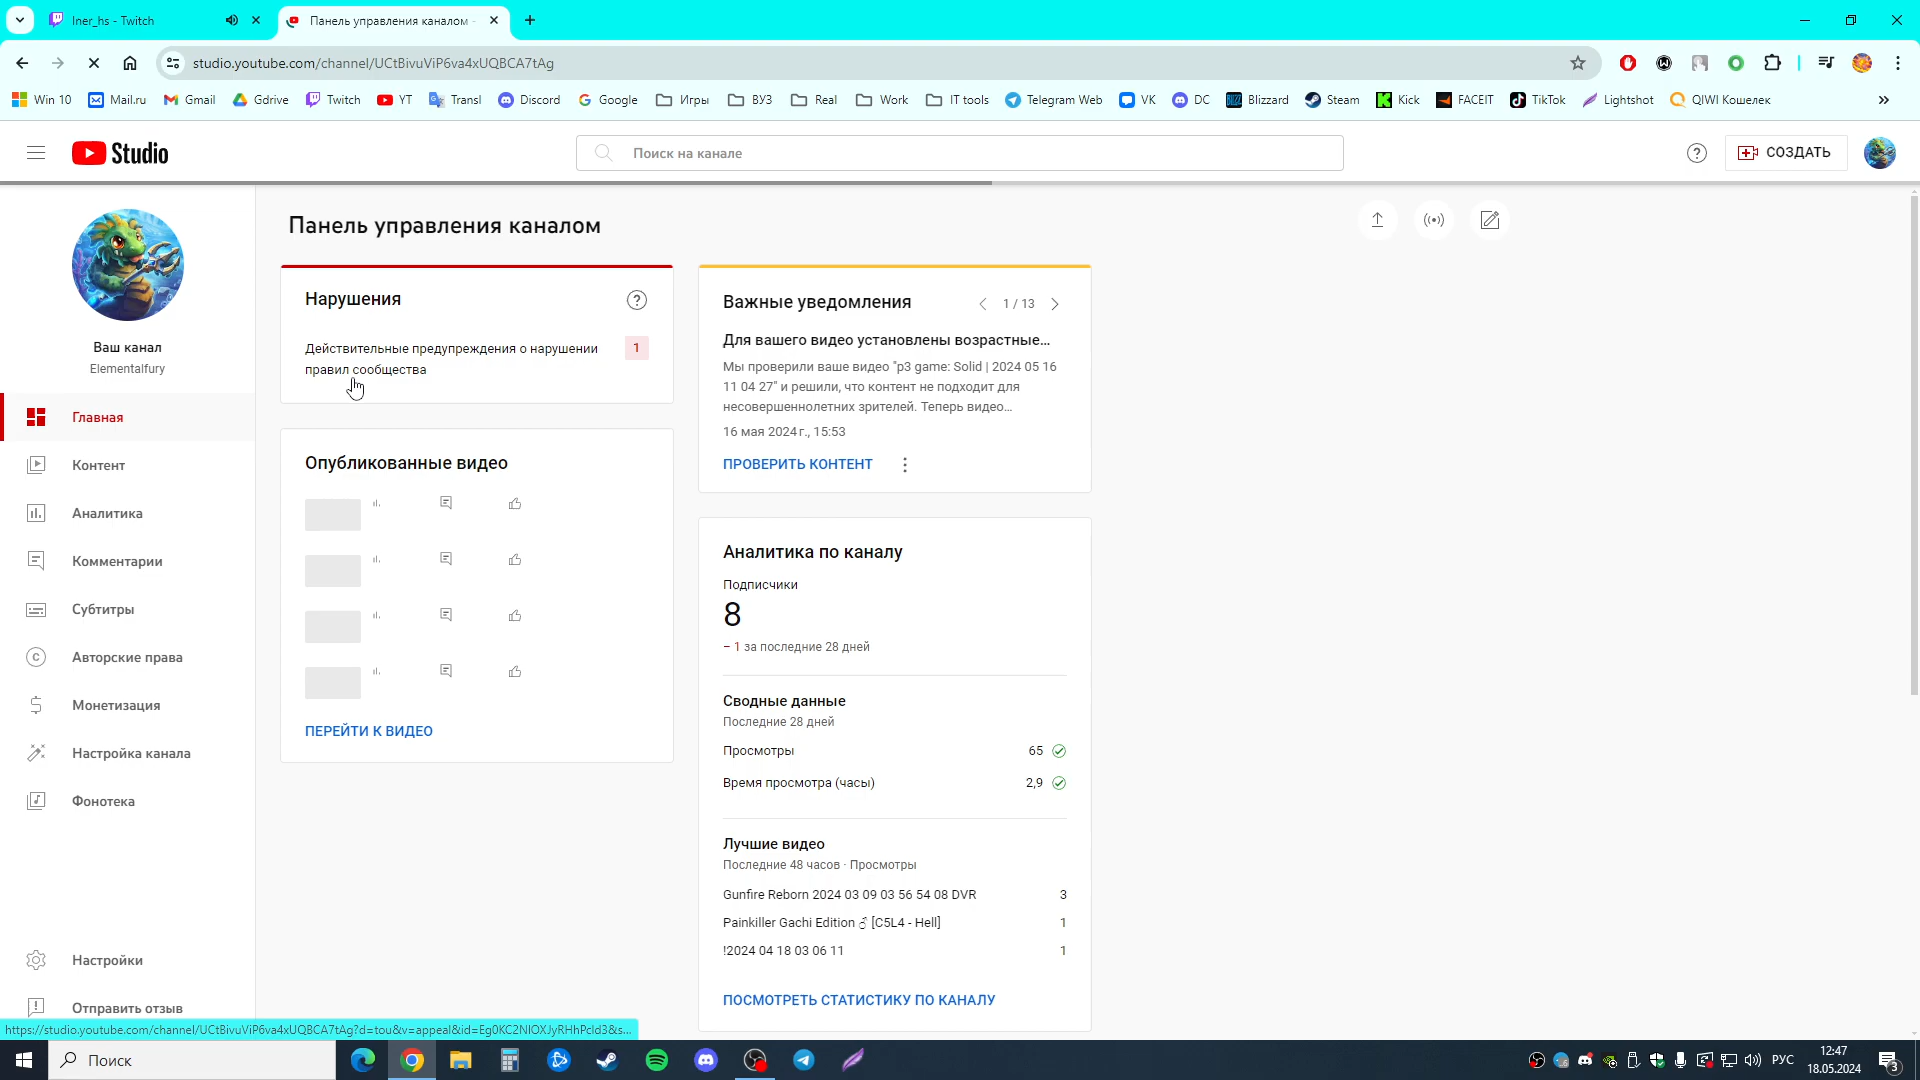 Iner_hs - Twitch
Панель управления каналом -
studio.youtube.com/channel/UCtBivuViP6va4xUQBCA7tAg
Win 10
Mail.ru
Gmail
Gdrive
Twitch
YT
Transl
Discord
Google
Игры
ВУЗ
Real
Work
IT tools
Telegram Web
VK
DC
Blizzard
Steam
Kick
FACEIT
TikTok
Lightshot
QIWI Кошелек
Studio
Поиск на канале
СОЗДАТЬ
Ваш канал
Elementalfury
Главная
Контент
Аналитика
Комментарии
Субтитры
Авторские права
Монетизация
Настройка канала
Фонотека
Настройки
Отправить отзыв
Панель управления каналом
Нарушения
Действительные предупреждения о нарушении
правил сообщества
1
Опубликованные видео
ПЕРЕЙТИ К ВИДЕО
Важные уведомления
1 / 13
Для вашего видео установлены возрастные…
Мы проверили ваше видео "p3 game: Solid | 2024 05 16
11 04 27" и решили, что контент не подходит для
несовершеннолетних зрителей. Теперь видео…
16 мая 2024 г., 15:53
ПРОВЕРИТЬ КОНТЕНТ
Аналитика по каналу
Подписчики
8
− 1 за последние 28 дней
Сводные данные
Последние 28 дней
Просмотры 65
Время просмотра (часы) 2,9
Лучшие видео
Последние 48 часов · Просмотры
Gunfire Reborn 2024 03 09 03 56 54 08 DVR 3
Painkiller Gachi Edition ♂ [C5L4 - Hell] 1
!2024 04 18 03 06 11 1
ПОСМОТРЕТЬ СТАТИСТИКУ ПО КАНАЛУ
https://studio.youtube.com/channel/UCtBivuViP6va4xUQBCA7tAg?d=tou&v=appeal&id=Eg0KC2NIOXJyRHhPcld3&s...
Поиск
РУС
12:47
18.05.2024
3